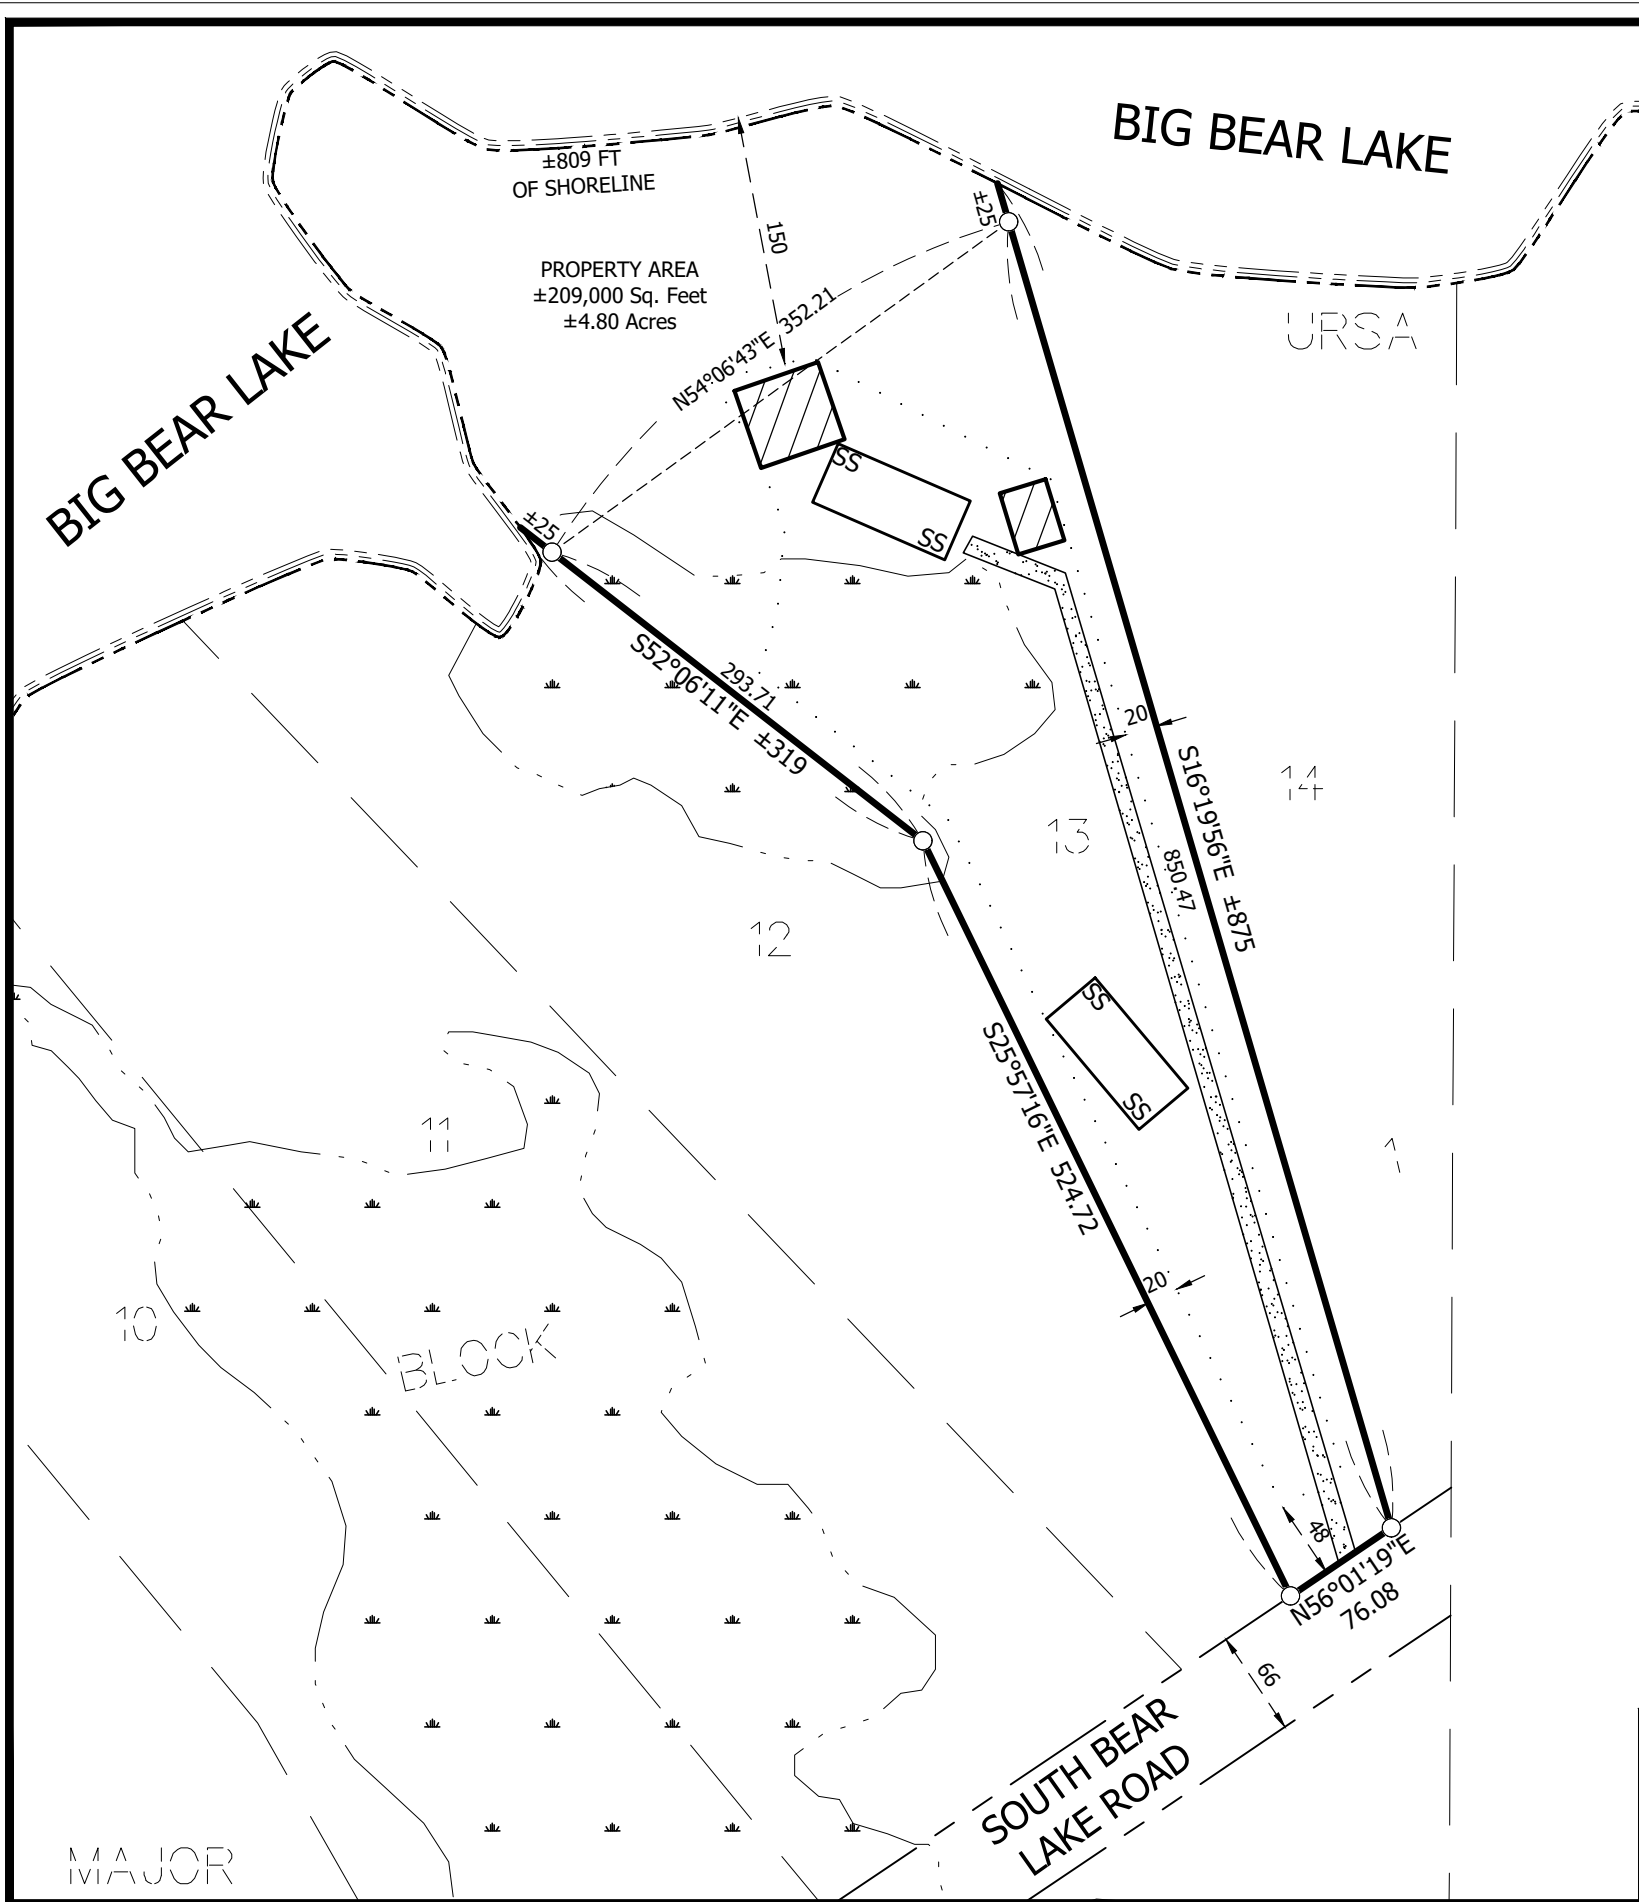 BIG BEAR LAKE
±809 FT
OF SHORELINE
±25
150
PROPERTY AREA
±209,000 Sq. Feet
±4.80 Acres
URSA
N54°06'43"E 352.21
BIG BEAR LAKE
SS
SS
±25
293.71
S52°06'11"E ±319
20
S16°19'56"E ±875
850.47
14
13
12
SS
SS
S25°57'16"E 524.72
11
1
20
10
BLOCK
48
N56°01'19"E
76.08
66
SOUTH BEAR
LAKE ROAD
MAJOR